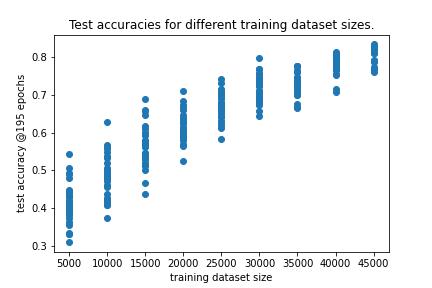 Test accuracies for different training dataset sizes.
test accuracy @195 epochs
0.8
0.7
0.6
0.5
0.4
0.3
5000 10000 15000 20000 25000 30000 35000 40000 45000
training dataset size